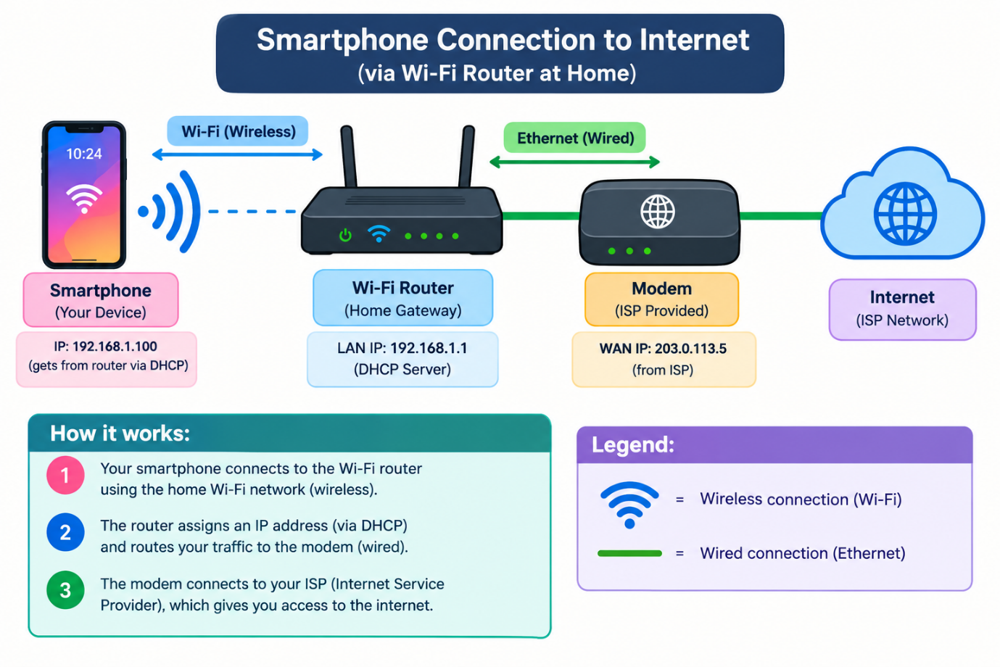 Smartphone Connection to Internet
(via Wi-Fi Router at Home)
Wi-Fi (Wireless)
Ethernet (Wired)
10:24
Smartphone
(Your Device)
IP: 192.168.1.100
(gets from router via DHCP)
Wi-Fi Router
(Home Gateway)
LAN IP: 192.168.1.1
(DHCP Server)
Modem
(ISP Provided)
WAN IP: 203.0.113.5
(from ISP)
Internet
(ISP Network)
How it works:
1
Your smartphone connects to the Wi-Fi router
using the home Wi-Fi network (wireless).
2
The router assigns an IP address (via DHCP)
and routes your traffic to the modem (wired).
3
The modem connects to your ISP (Internet Service
Provider), which gives you access to the internet.
Legend:
= Wireless connection (Wi-Fi)
= Wired connection (Ethernet)